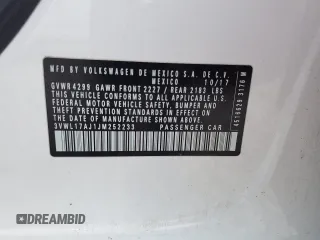 MFD. BY VOLKSWAGEN DE MEXICO S.A. DE C.V.
MEXICO 10/17
GVWR 4299 GAWR FRONT 2227 / REAR 2182 LBS
THIS VEHICLE CONFORMS TO ALL APPLICABLE
FEDERAL MOTOR VEHICLE SAFETY, BUMPER AND
THEFT PREVENTION STANDARDS IN EFFECT ON
THE DATE OF MANUFACTURE SHOWN ABOVE.
3VWL17AJ1JM252233 PASSENGER CAR
4519629 3176 M
DREAMBID